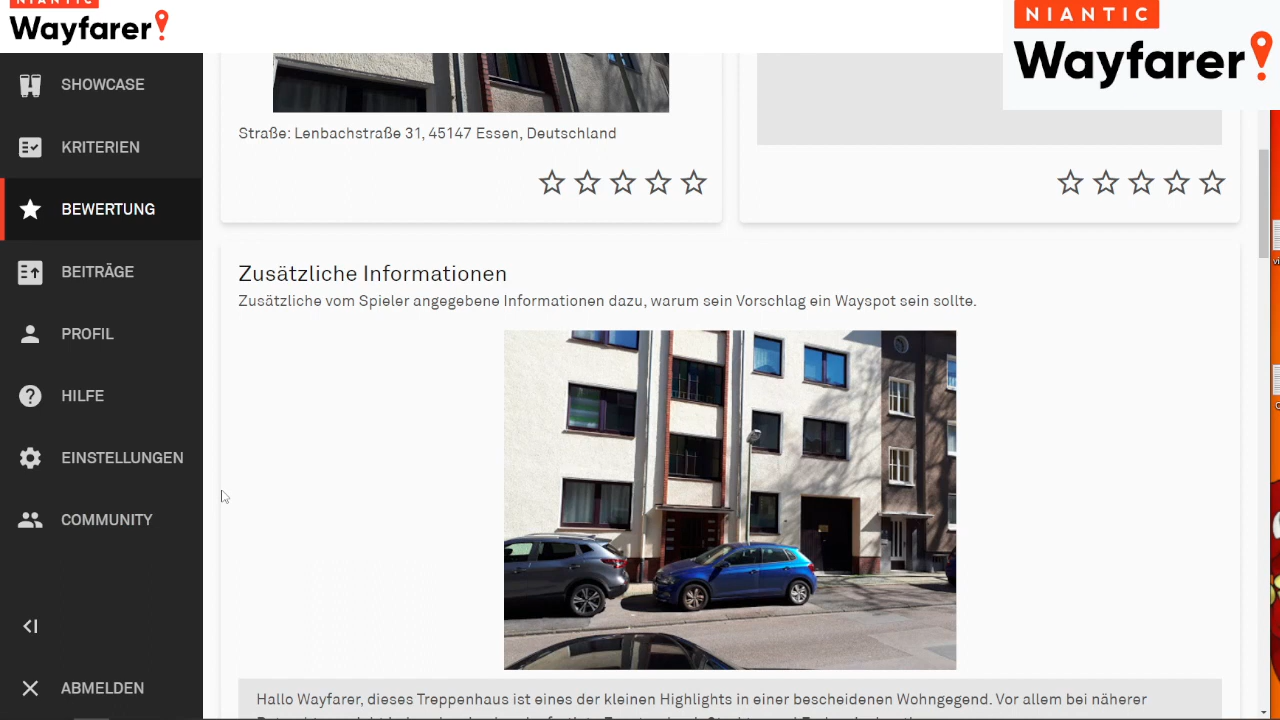 NIANTIC
Wayfarer
NIANTIC
Wayfarer
SHOWCASE
KRITERIEN
BEWERTUNG
BEITRÄGE
PROFIL
HILFE
EINSTELLUNGEN
COMMUNITY
ABMELDEN
Straße: Lenbachstraße 31, 45147 Essen, Deutschland
Zusätzliche Informationen
Zusätzliche vom Spieler angegebene Informationen dazu, warum sein Vorschlag ein Wayspot sein sollte.
Hallo Wayfarer, dieses Treppenhaus ist eines der kleinen Highlights in einer bescheidenen Wohngegend. Vor allem bei näherer